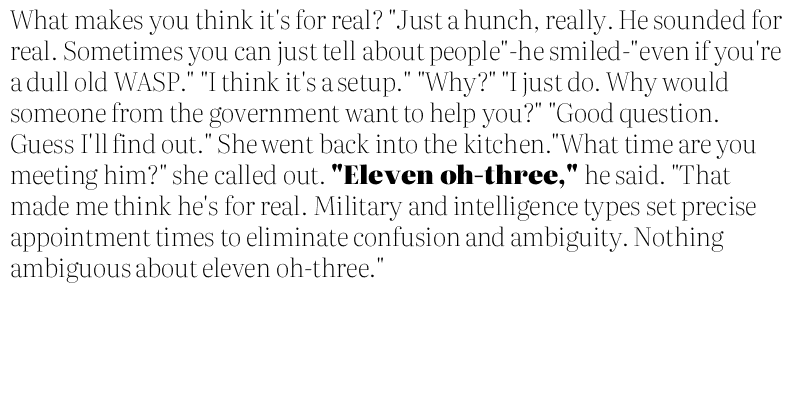 What makes you think it's for real? "Just a hunch, really. He sounded for
real. Sometimes you can just tell about people"-he smiled-"even if you're
a dull old WASP." "I think it's a setup." "Why?" "I just do. Why would
someone from the government want to help you?" "Good question.
Guess I'll find out." She went back into the kitchen."What time are you
meeting him?" she called out. "Eleven oh-three," he said. "That
made me think he's for real. Military and intelligence types set precise
appointment times to eliminate confusion and ambiguity. Nothing
ambiguous about eleven oh-three."